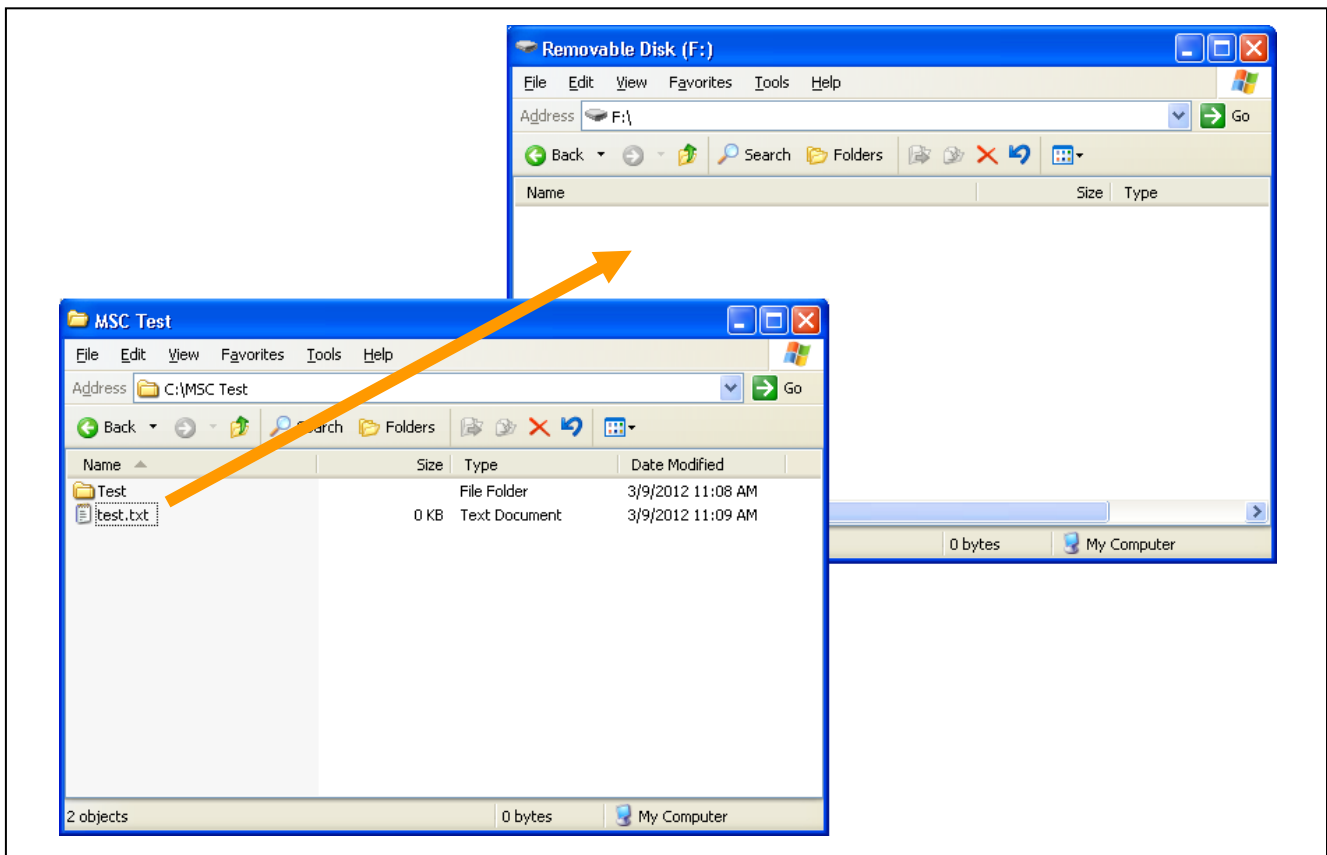 Removable Disk (F:)
File Edit View Favorites Tools Help
Address F:\ Go
Back Search Folders
Name Size Type
0 bytes My Computer
MSC Test
File Edit View Favorites Tools Help
Address C:\MSC Test Go
Back Search Folders
Name Size Type Date Modified
Test File Folder 3/9/2012 11:08 AM
test.txt 0 KB Text Document 3/9/2012 11:09 AM
2 objects 0 bytes My Computer